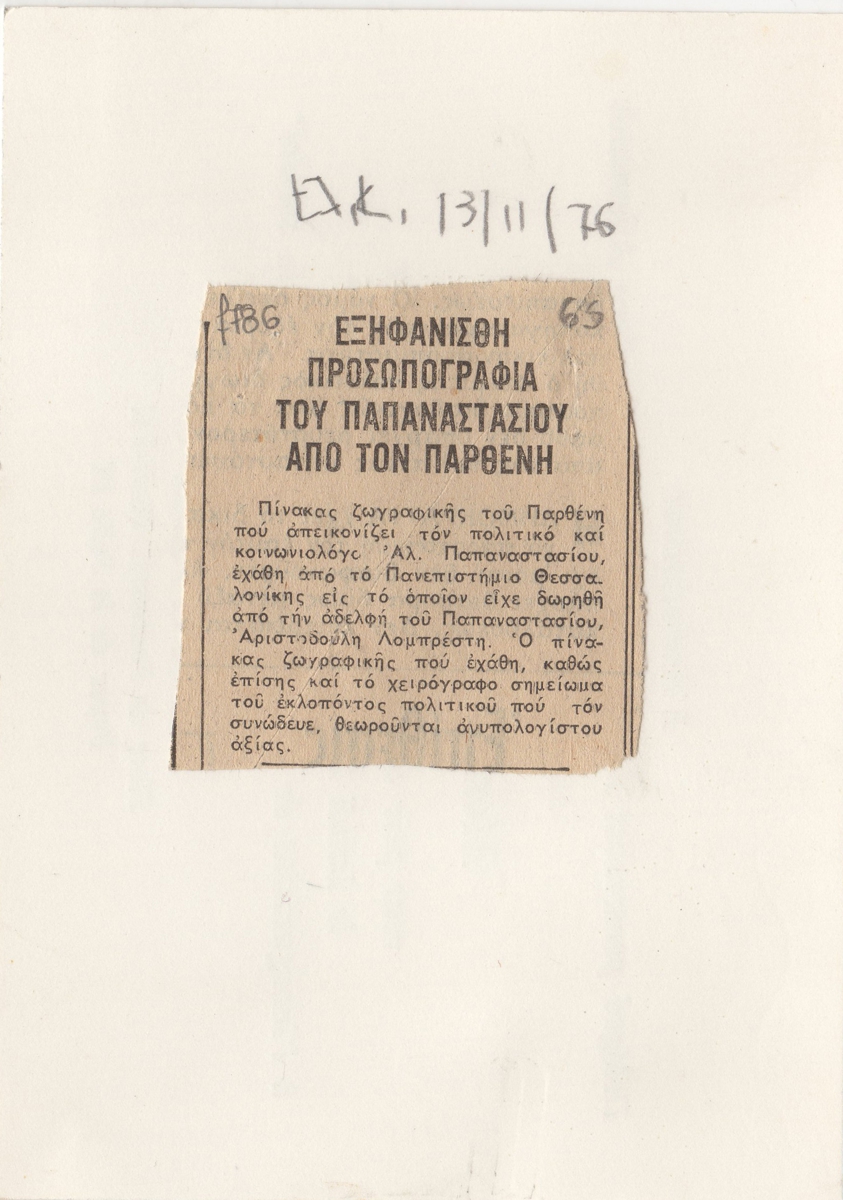 Ελ.Κ. 13/11/76
f786 65
ΕΞΗΦΑΝΙΣΘΗ
ΠΡΟΣΩΠΟΓΡΑΦΙΑ
ΤΟΥ ΠΑΠΑΝΑΣΤΑΣΙΟΥ
ΑΠΟ ΤΟΝ ΠΑΡΘΕΝΗ
Πίνακας ζωγραφικῆς τοῦ Παρθένη
πού ἀπεικονίζει τόν πολιτικό καί
κοινωνιολόγο Ἀλ. Παπαναστασίου,
ἐχάθη ἀπό τό Πανεπιστήμιο Θεσσα-
λονίκης εἰς τό ὁποῖον εἶχε δωρηθῆ
ἀπό τήν ἀδελφή τοῦ Παπαναστασίου,
Ἀριστοδούλη Λομπρέστη. Ὁ πίνα-
κας ζωγραφικῆς πού ἐχάθη, καθώς
ἐπίσης καί τό χειρόγραφο σημείωμα
τοῦ ἐκλοπόντος πολιτικοῦ πού τόν
συνώδευε, θεωροῦνται ἀνυπολογίστου
ἀξίας.